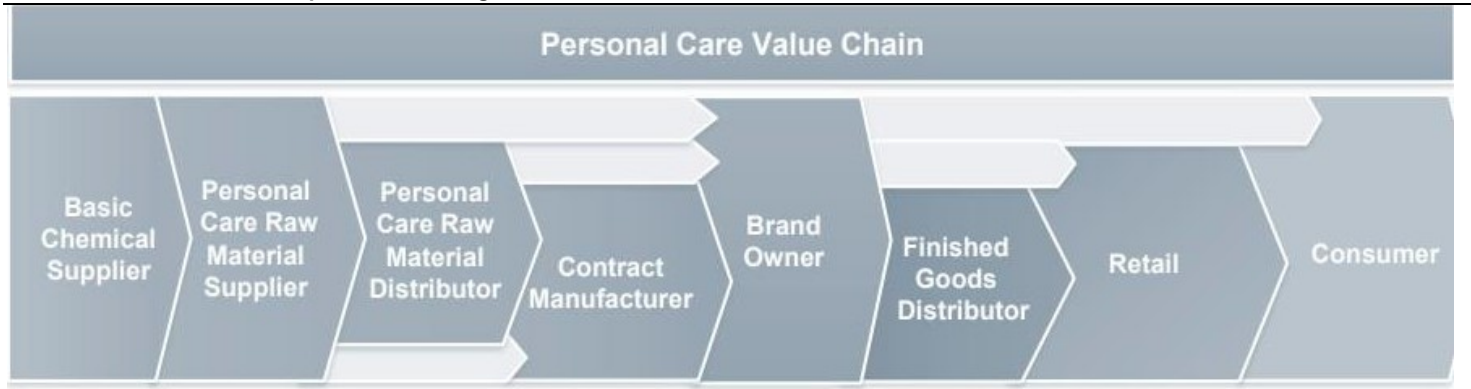 Personal Care Value Chain
Basic
Chemical
Supplier
Personal
Care Raw
Material
Supplier
Personal
Care Raw
Material
Distributor
Contract
Manufacturer
Brand
Owner
Finished
Goods
Distributor
Retail
Consumer